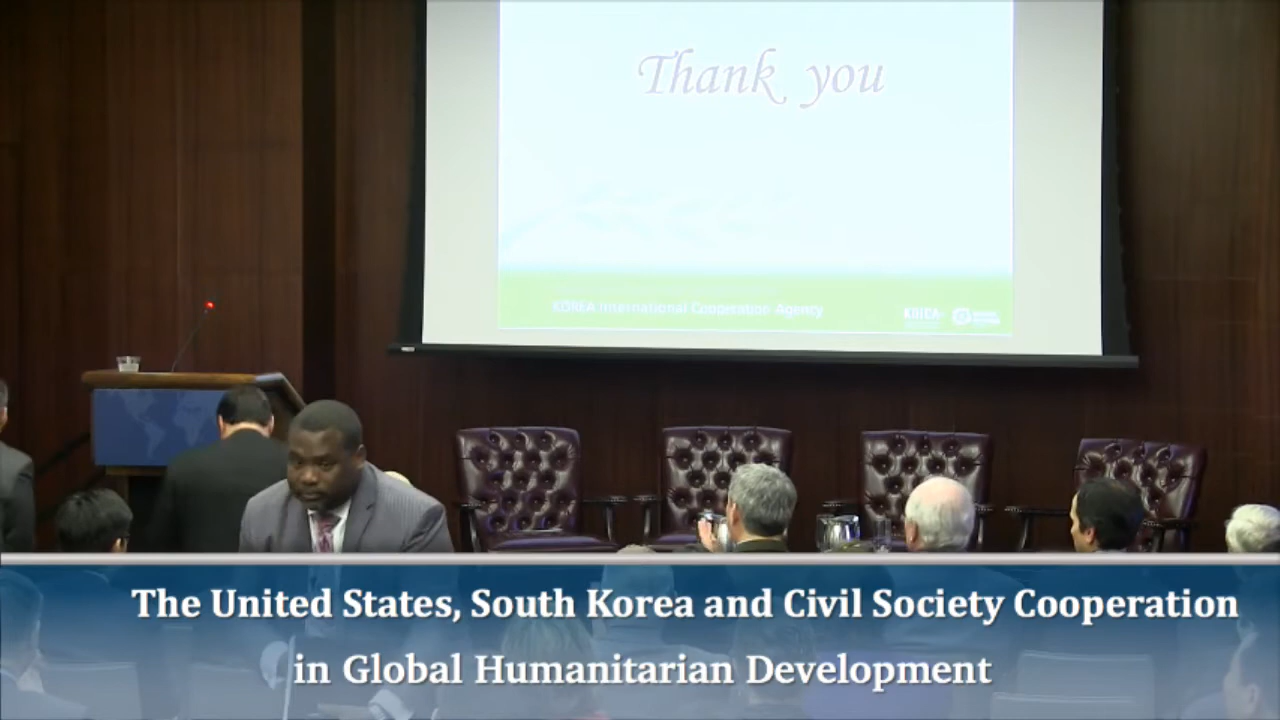 Thank you
KOREA International Cooperation Agency
KOICA
The United States, South Korea and Civil Society Cooperation
in Global Humanitarian Development